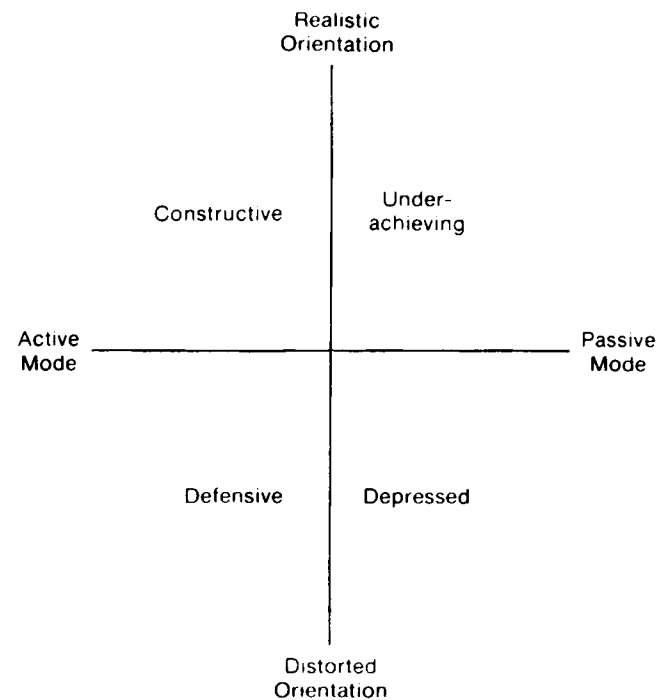 Realistic
Orientation
Constructive
Under-
achieving
Active
Mode
Passive
Mode
Defensive
Depressed
Distorted
Orientation